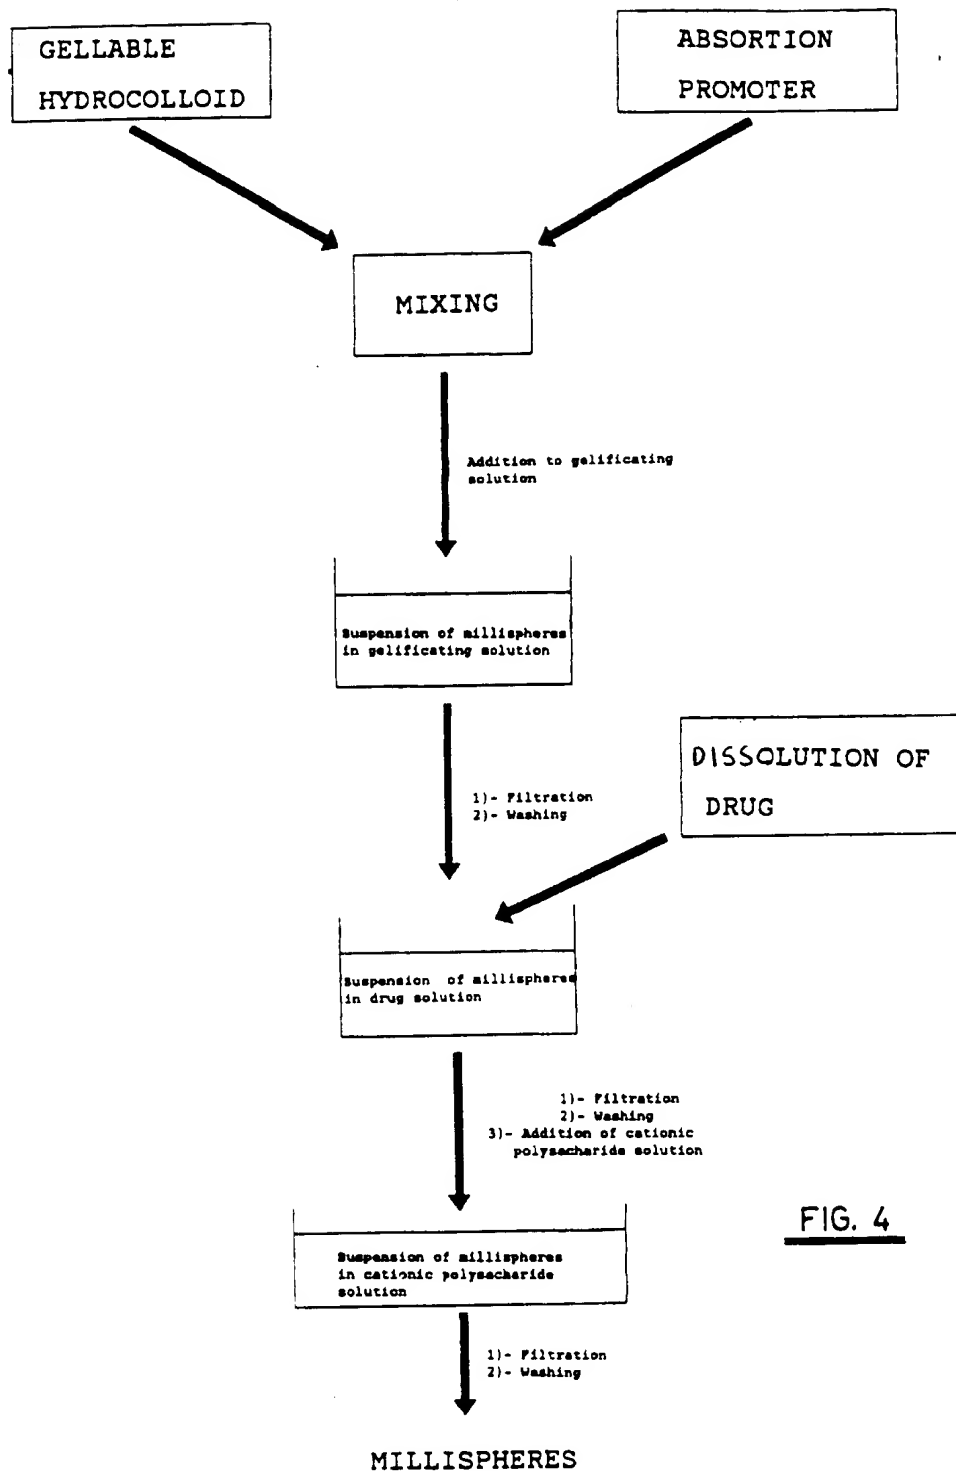 GELLABLE
HYDROCOLLOID
ABSORTION
PROMOTER
MIXING
Addition to gelificating
solution
Suspension of millispheres
in gelificating solution
1)- Filtration
2)- Washing
DISSOLUTION OF
DRUG
Suspension of millispheres
in drug solution
1)- Filtration
2)- Washing
3)- Addition of cationic
polysacharide solution
Suspension of millispheres
in cationic polysacharide
solution
FIG. 4
1)- Filtration
2)- Washing
MILLISPHERES